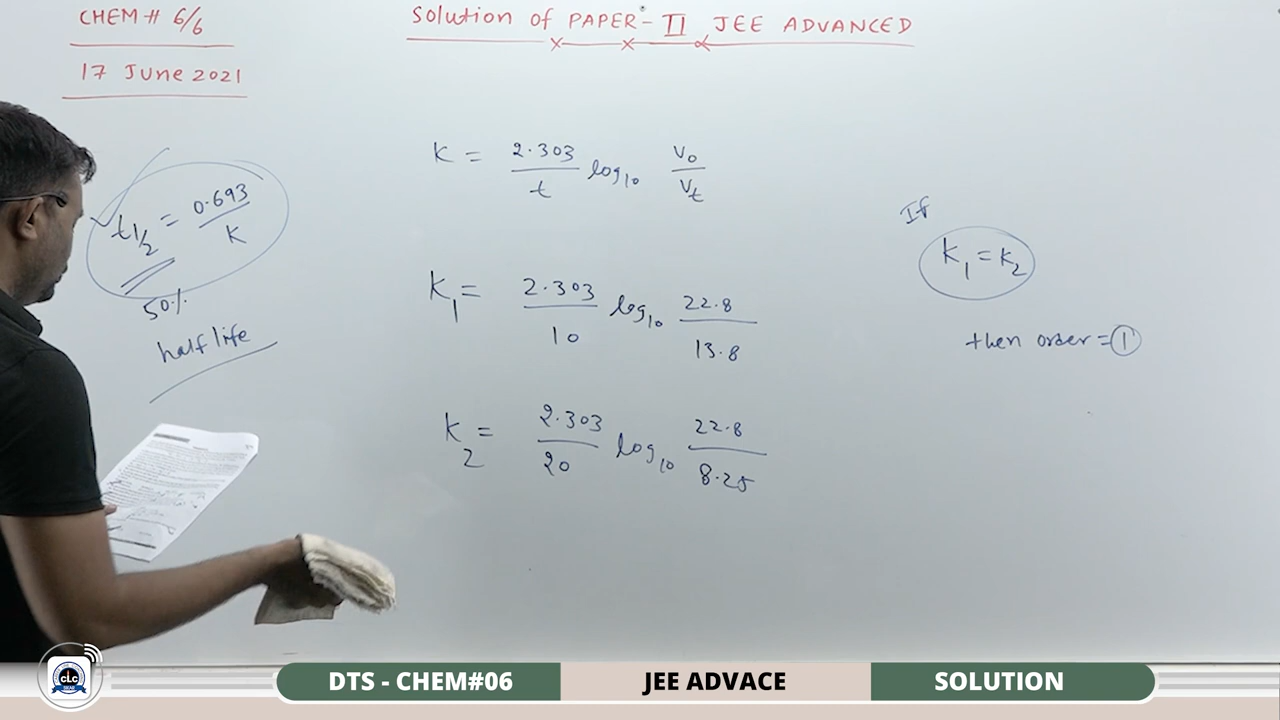 CHEM # 6/6
17 June 2021
Solution of PAPER-II JEE ADVANCED
t1/2 = 0.693/K
50%
half life
K = 2.303/t log10 V0/Vt
K1 = 2.303/10 log10 22.8/13.8
K2 = 2.303/20 log10 22.8/8.25
If
K1 = K2
then order = 1
CLC
DTS - CHEM#06
JEE ADVACE
SOLUTION